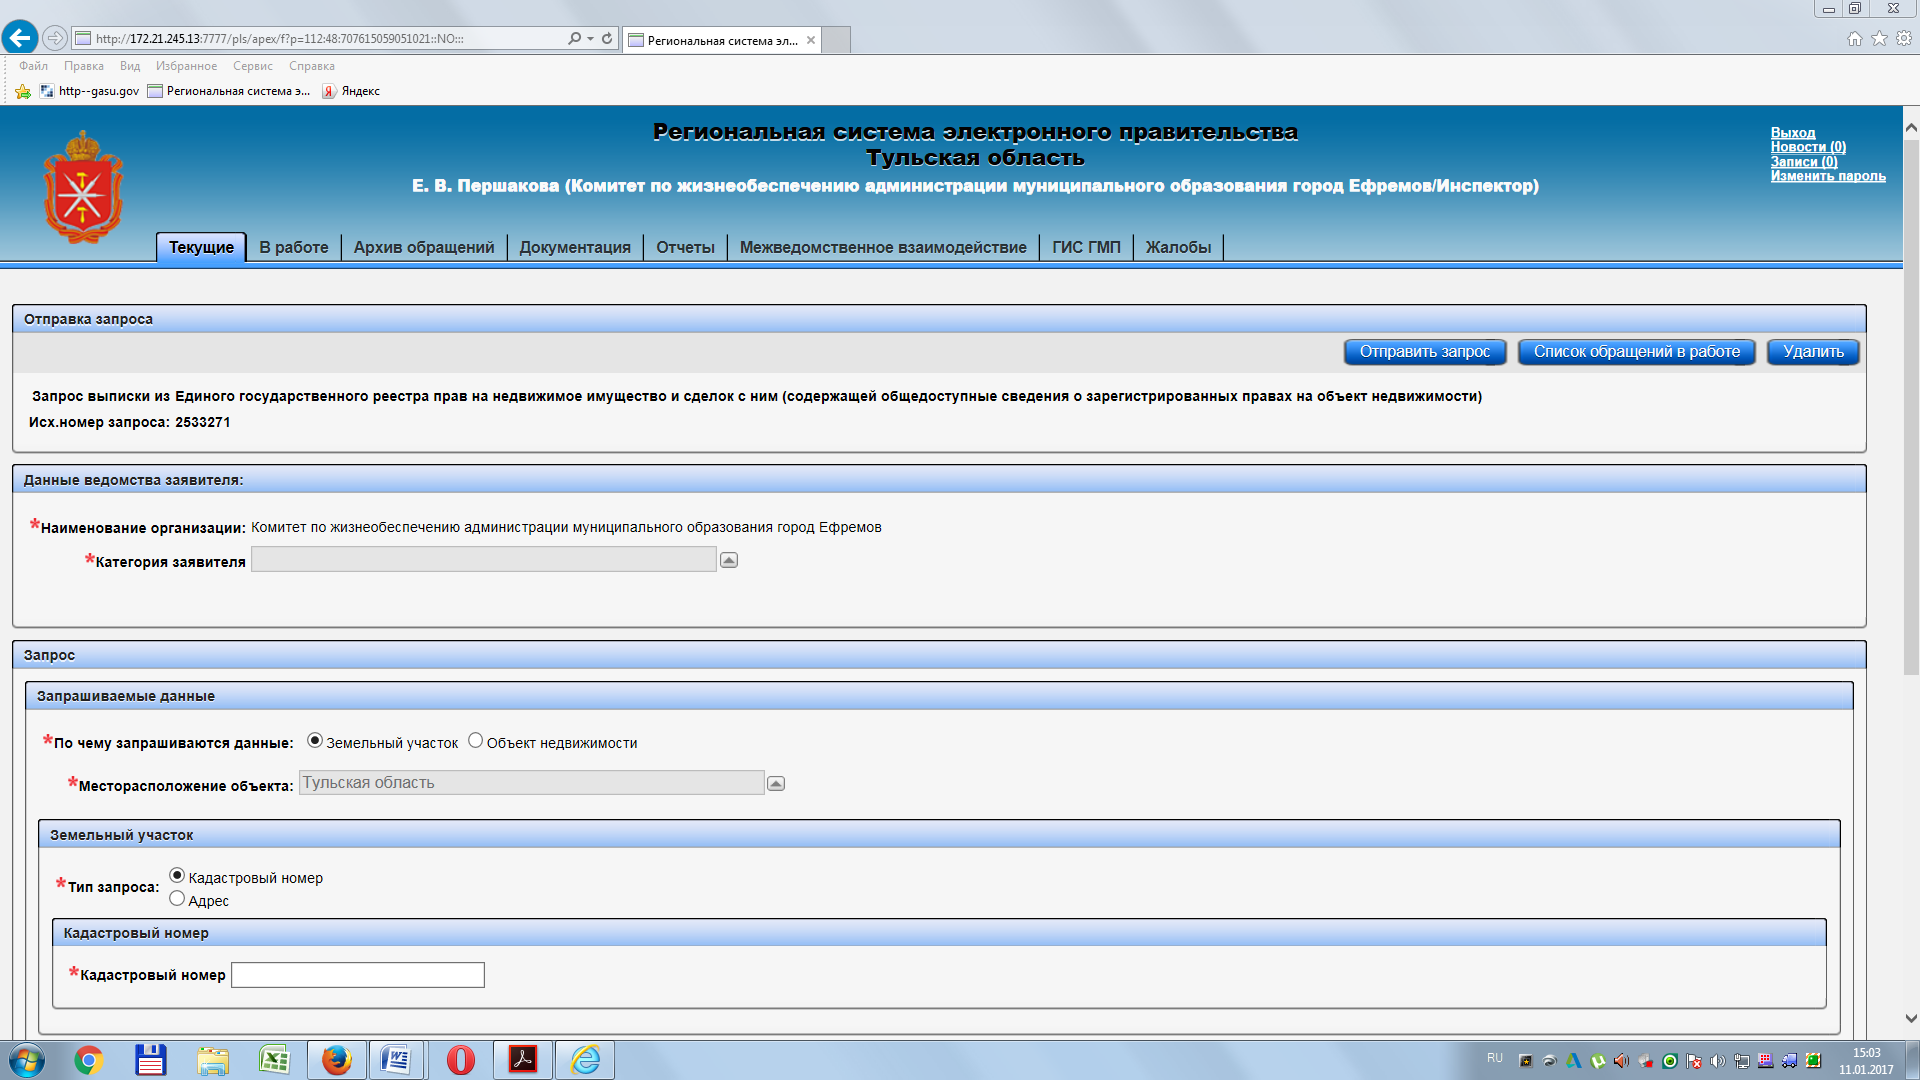 http://172.21.245.13:7777/pls/apex/f?p=112:48:707615059051021::NO:::
Региональная система эл...
Файл Правка Вид Избранное Сервис Справка
http--gasu.gov Региональная система э... Яндекс
Региональная система электронного правительства
Тульская область
Е. В. Першакова (Комитет по жизнеобеспечению администрации муниципального образования город Ефремов/Инспектор)
Выход
Новости (0)
Записи (0)
Изменить пароль
Текущие В работе Архив обращений Документация Отчеты Межведомственное взаимодействие ГИС ГМП Жалобы
Отправка запроса
Отправить запрос Список обращений в работе Удалить
Запрос выписки из Единого государственного реестра прав на недвижимое имущество и сделок с ним (содержащей общедоступные сведения о зарегистрированных правах на объект недвижимости)
Исх.номер запроса: 2533271
Данные ведомства заявителя:
*Наименование организации: Комитет по жизнеобеспечению администрации муниципального образования город Ефремов
*Категория заявителя
Запрос
Запрашиваемые данные
*По чему запрашиваются данные: Земельный участок Объект недвижимости
*Месторасположение объекта: Тульская область
Земельный участок
*Тип запроса: Кадастровый номер
Адрес
Кадастровый номер
*Кадастровый номер
RU
15:03
11.01.2017